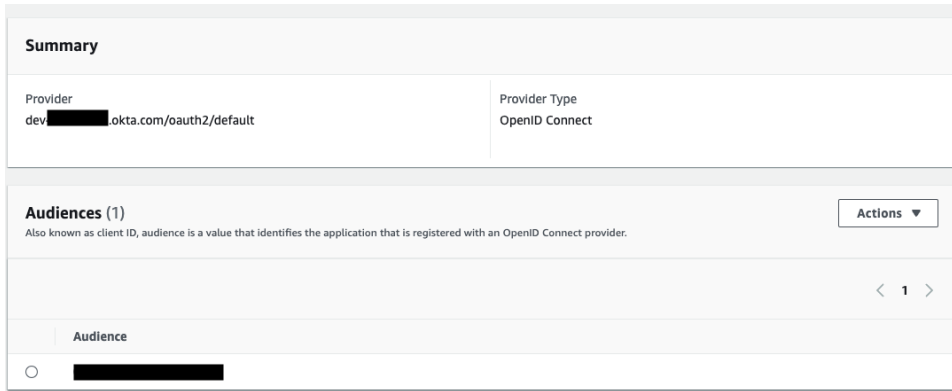 Summary
Provider
Provider Type
dev- .okta.com/oauth2/default
OpenID Connect
Audiences (1)
Actions
Also known as client ID, audience is a value that identifies the application that is registered with an OpenID Connect provider.
1
Audience